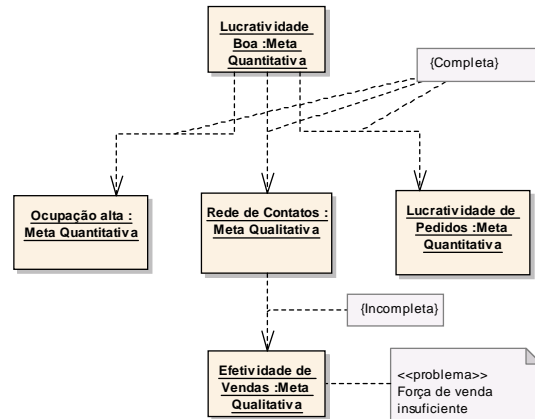 Lucratividade
Boa :Meta
Quantitativa
{Completa}
Ocupação alta :
Meta Quantitativa
Rede de Contatos :
Meta Qualitativa
Lucratividade de
Pedidos :Meta
Quantitativa
{Incompleta}
Efetividade de
Vendas :Meta
Qualitativa
<<problema>>
Força de venda
insuficiente